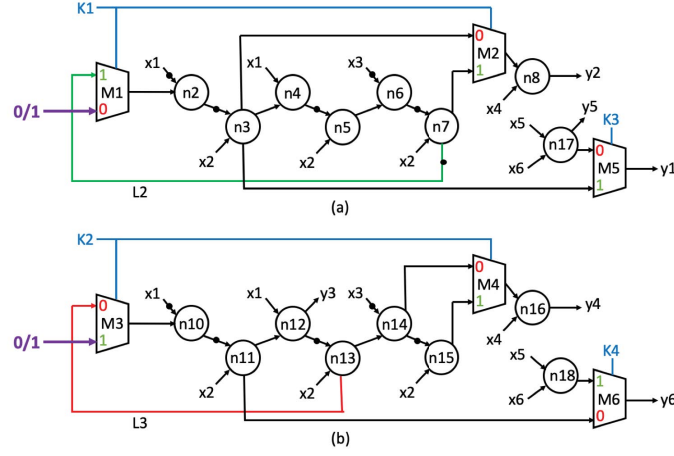 K1
0
M2
1
x1
x1
x3
1
M1
0
0/1
n2
n4
n6
n8
y2
x4
n3
n5
n7
x2
x2
x2
y5
K3
x5
n17
x6
0
M5
1
y1
L2
(a)
K2
0
M4
1
x1
x1
y3
x3
0
M3
1
0/1
n10
n12
n14
n16
y4
x4
n11
n13
n15
x2
x2
x2
x5
K4
n18
x6
1
M6
0
y6
L3
(b)